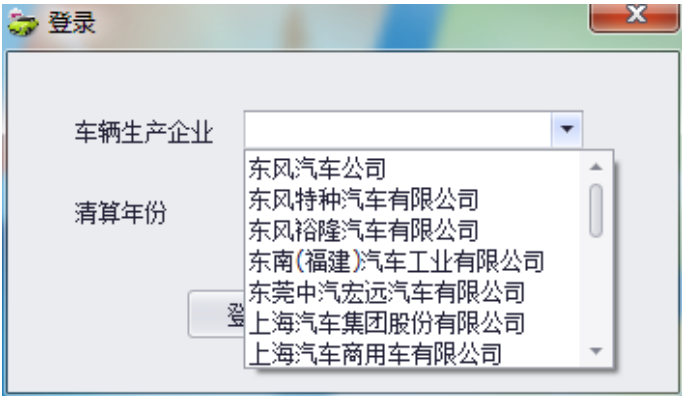 登录
车辆生产企业
东风汽车公司
东风特种汽车有限公司
东风裕隆汽车有限公司
清算年份
东南(福建)汽车工业有限公司
东莞中汽宏远汽车有限公司
登
上海汽车集团股份有限公司
上海汽车商用车有限公司